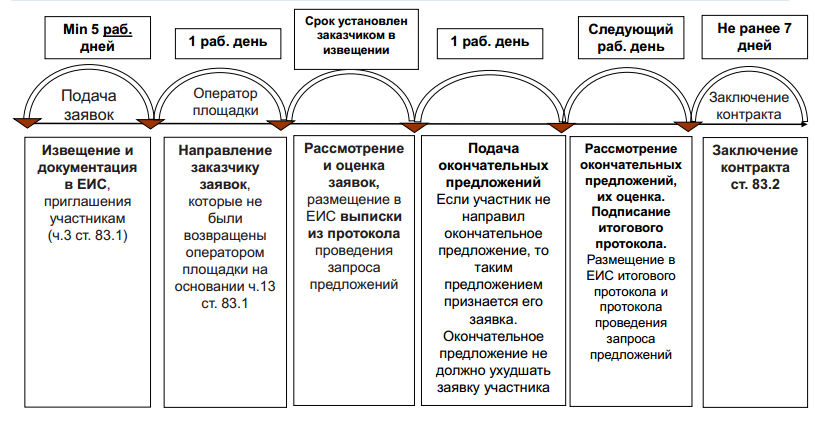 Min 5 раб.
дней
1 раб. день
Срок установлен
заказчиком в
извещении
1 раб. день
Следующий
раб. день
Не ранее 7
дней
Подача
заявок
Оператор
площадки
Заключение
контракта
Извещение и
документация
в ЕИС,
приглашения
участникам
(ч.3 ст. 83.1)
Направление
заказчику
заявок,
которые не
были
возвращены
оператором
площадки на
основании ч.13
ст. 83.1
Рассмотрение
и оценка
заявок,
размещение в
ЕИС выписки
из протокола
проведения
запроса
предложений
Подача
окончательных
предложений
Если участник не
направил
окончательное
предложение, то
таким
предложением
признается его
заявка.
Окончательное
предложение не
должно ухудшать
заявку участника
Рассмотрение
окончательных
предложений,
их оценка.
Подписание
итогового
протокола.
Размещение в
ЕИС итогового
протокола и
протокола
проведения
запроса
предложений
Заключение
контракта
ст. 83.2